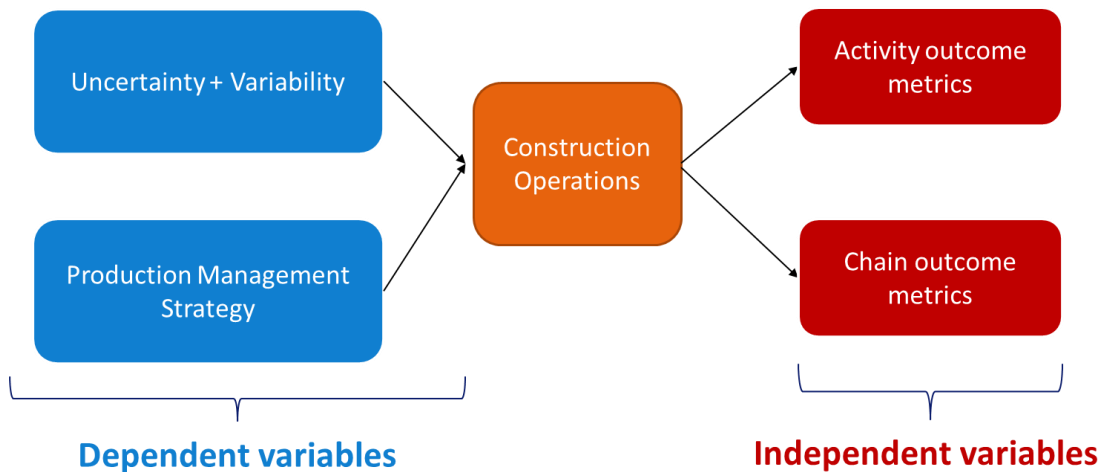 Uncertainty + Variability
Production Management
Strategy
Construction
Operations
Activity outcome
metrics
Chain outcome
metrics
Dependent variables
Independent variables